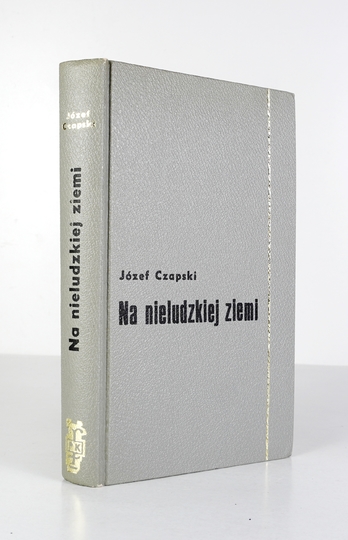 Józef
Czapski
Na nieludzkiej ziemi
Józef Czapski
Na nieludzkiej ziemi
K